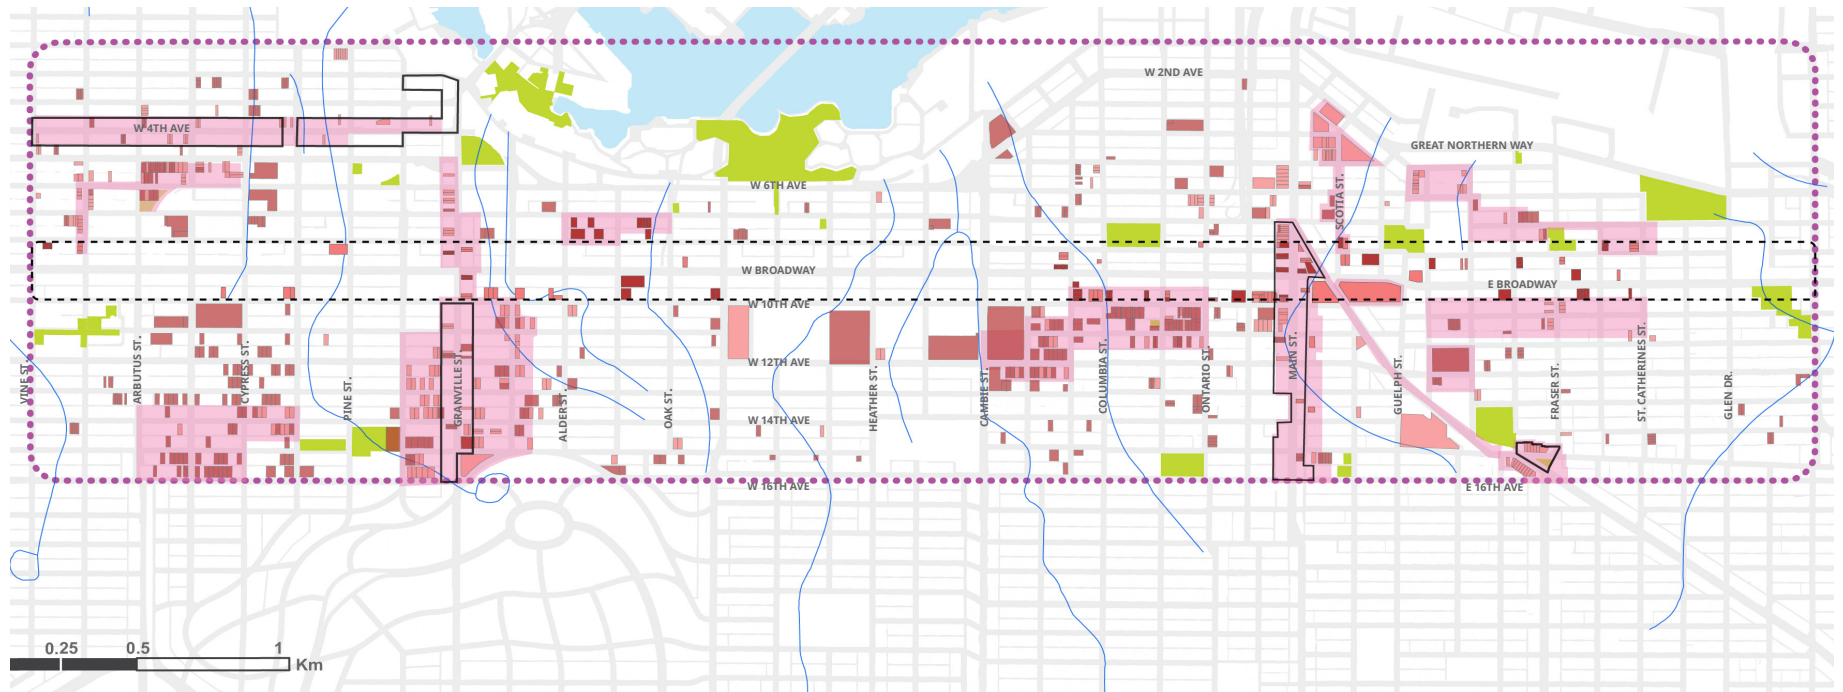 W 2ND AVE
W 4TH AVE
GREAT NORTHERN WAY
W 6TH AVE
SCOTIA ST.
W BROADWAY
E BROADWAY
W 10TH AVE
VINE ST.
ARBUTUS ST.
CYPRESS ST.
PINE ST.
GRANVILLE ST.
ALDER ST.
OAK ST.
W 12TH AVE
HEATHER ST.
CAMBIE ST.
COLUMBIA ST.
ONTARIO ST.
MAIN ST.
GUELPH ST.
FRASER ST.
ST. CATHERINES ST.
GLEN DR.
W 14TH AVE
W 16TH AVE
E 16TH AVE
0.25 0.5 1
Km